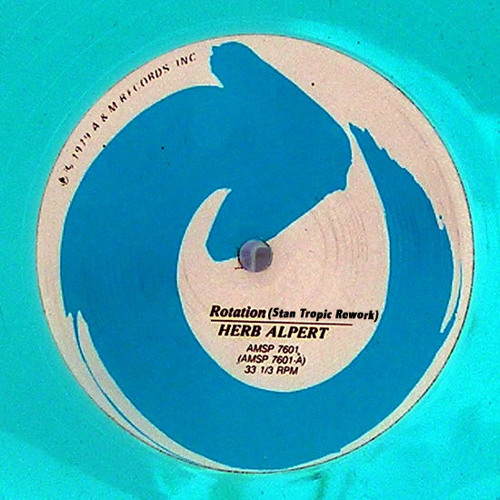 ℗ © 1979 A & M RECORDS INC
Rotation (Stan Tropic Rework)
HERB ALPERT
AMSP 7601
(AMSP 7601-A)
33 1/3 RPM